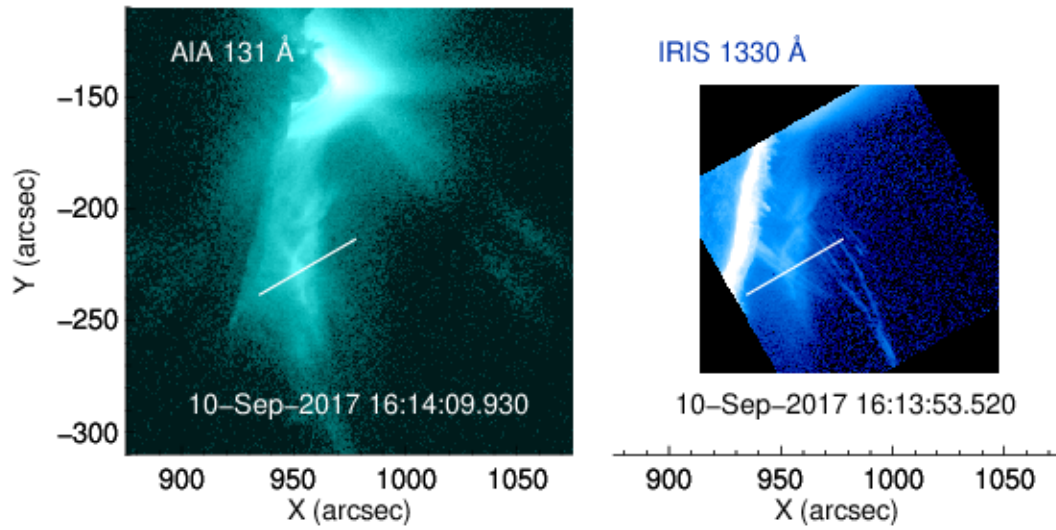 AIA 131 Å
IRIS 1330 Å
−150
−200
−250
−300
Y (arcsec)
10−Sep−2017 16:14:09.930
10−Sep−2017 16:13:53.520
900 950 1000 1050
900 950 1000 1050
X (arcsec)
X (arcsec)